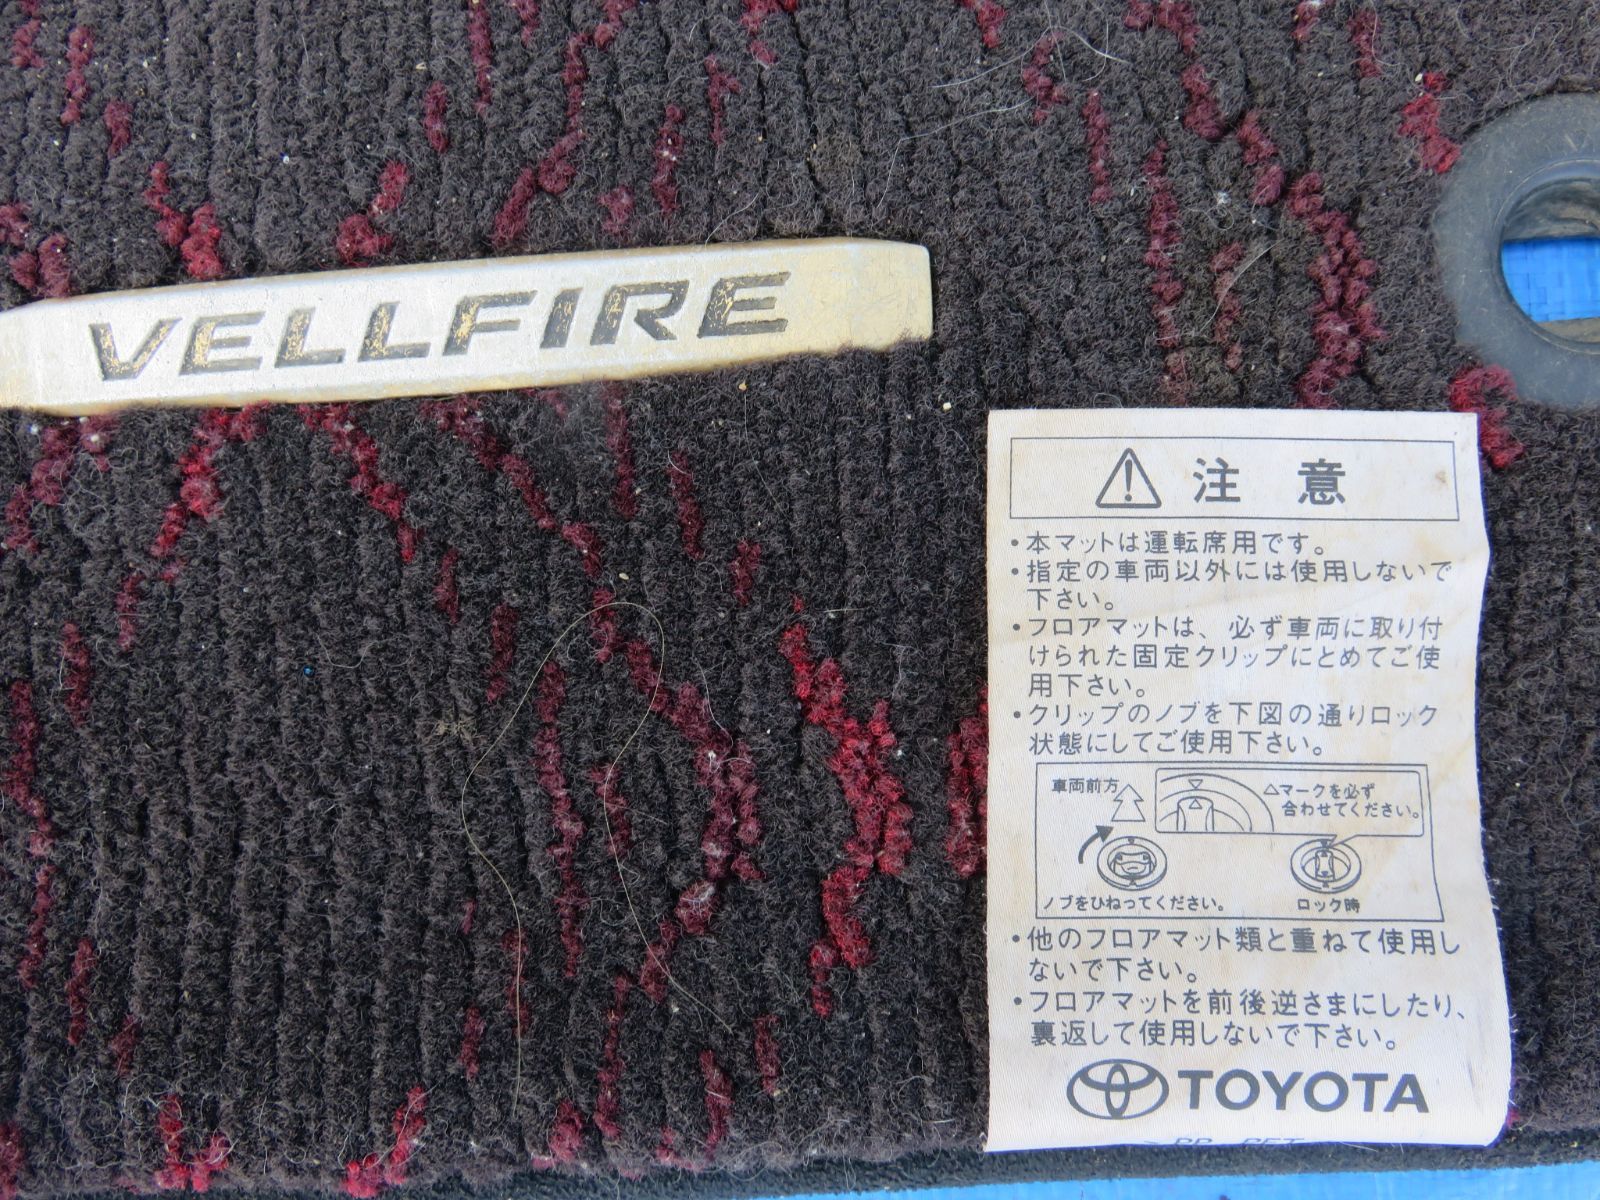 VELLFIRE
注 意
・本マットは運転席用です。
・指定の車両以外には使用しないで
下さい。
・フロアマットは、必ず車両に取り付
けられた固定クリップにとめてご使
用下さい。
・クリップのノブを下図の通りロック
状態にしてご使用下さい。
車両前方
△マークを必ず
合わせてください。
ノブをひねってください。
ロック時
・他のフロアマット類と重ねて使用し
ないで下さい。
・フロアマットを前後逆さまにしたり、
裏返して使用しないで下さい。
TOYOTA